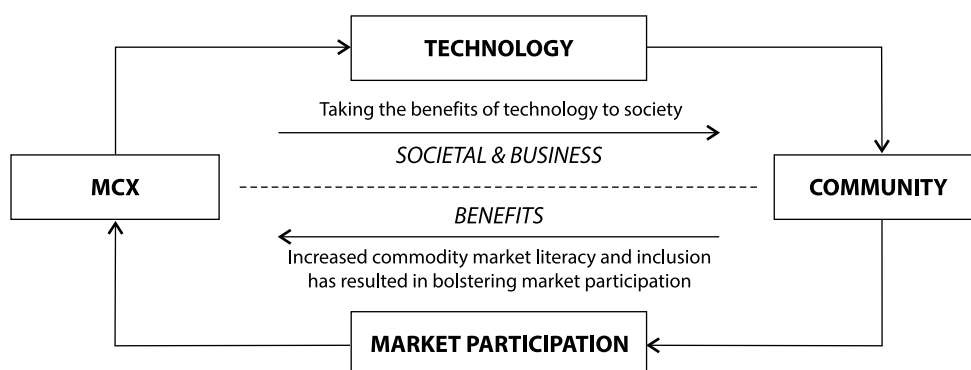 TECHNOLOGY
Taking the benefits of technology to society
SOCIETAL & BUSINESS
MCX
COMMUNITY
BENEFITS
Increased commodity market literacy and inclusion
has resulted in bolstering market participation
MARKET PARTICIPATION